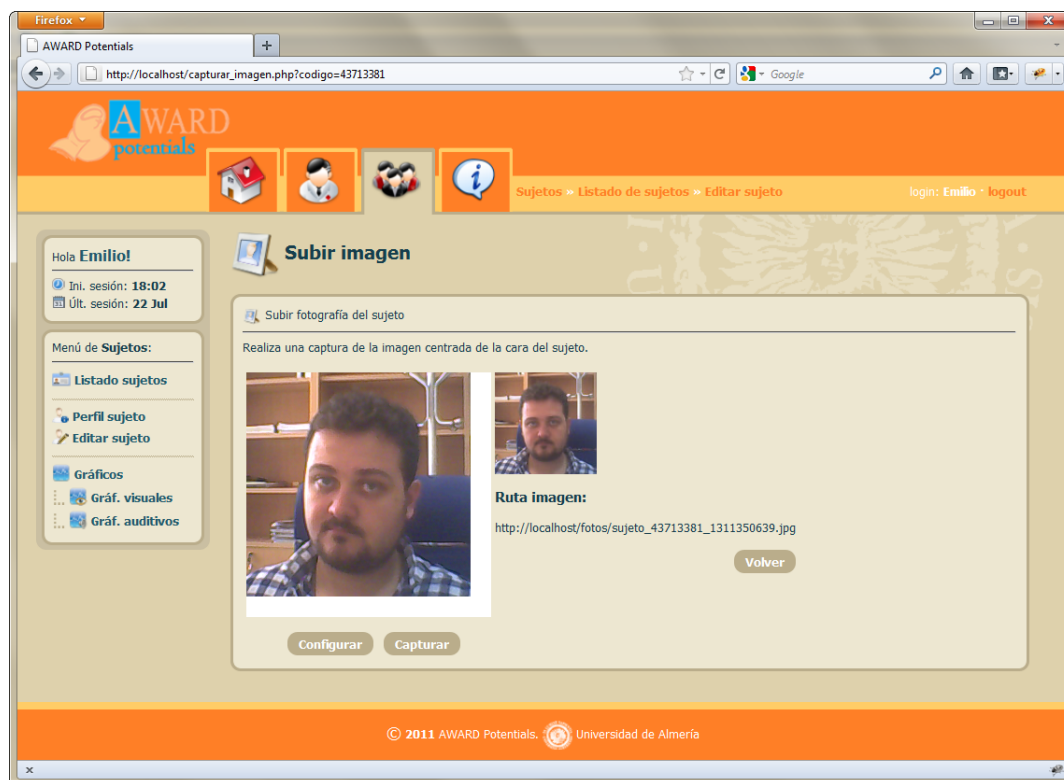 Firefox
AWARD Potentials
http://localhost/capturar_imagen.php?codigo=43713381
Google
AWARD
potentials
Sujetos » Listado de sujetos » Editar sujeto
login: Emilio · logout
Hola Emilio!
Ini. sesión: 18:02
Últ. sesión: 22 Jul
Menú de Sujetos:
Listado sujetos
Perfil sujeto
Editar sujeto
Gráficos
Gráf. visuales
Gráf. auditivos
Subir imagen
Subir fotografía del sujeto
Realiza una captura de la imagen centrada de la cara del sujeto.
Ruta imagen:
http://localhost/fotos/sujeto_43713381_1311350639.jpg
Volver
Configurar Capturar
© 2011 AWARD Potentials. Universidad de Almería
x